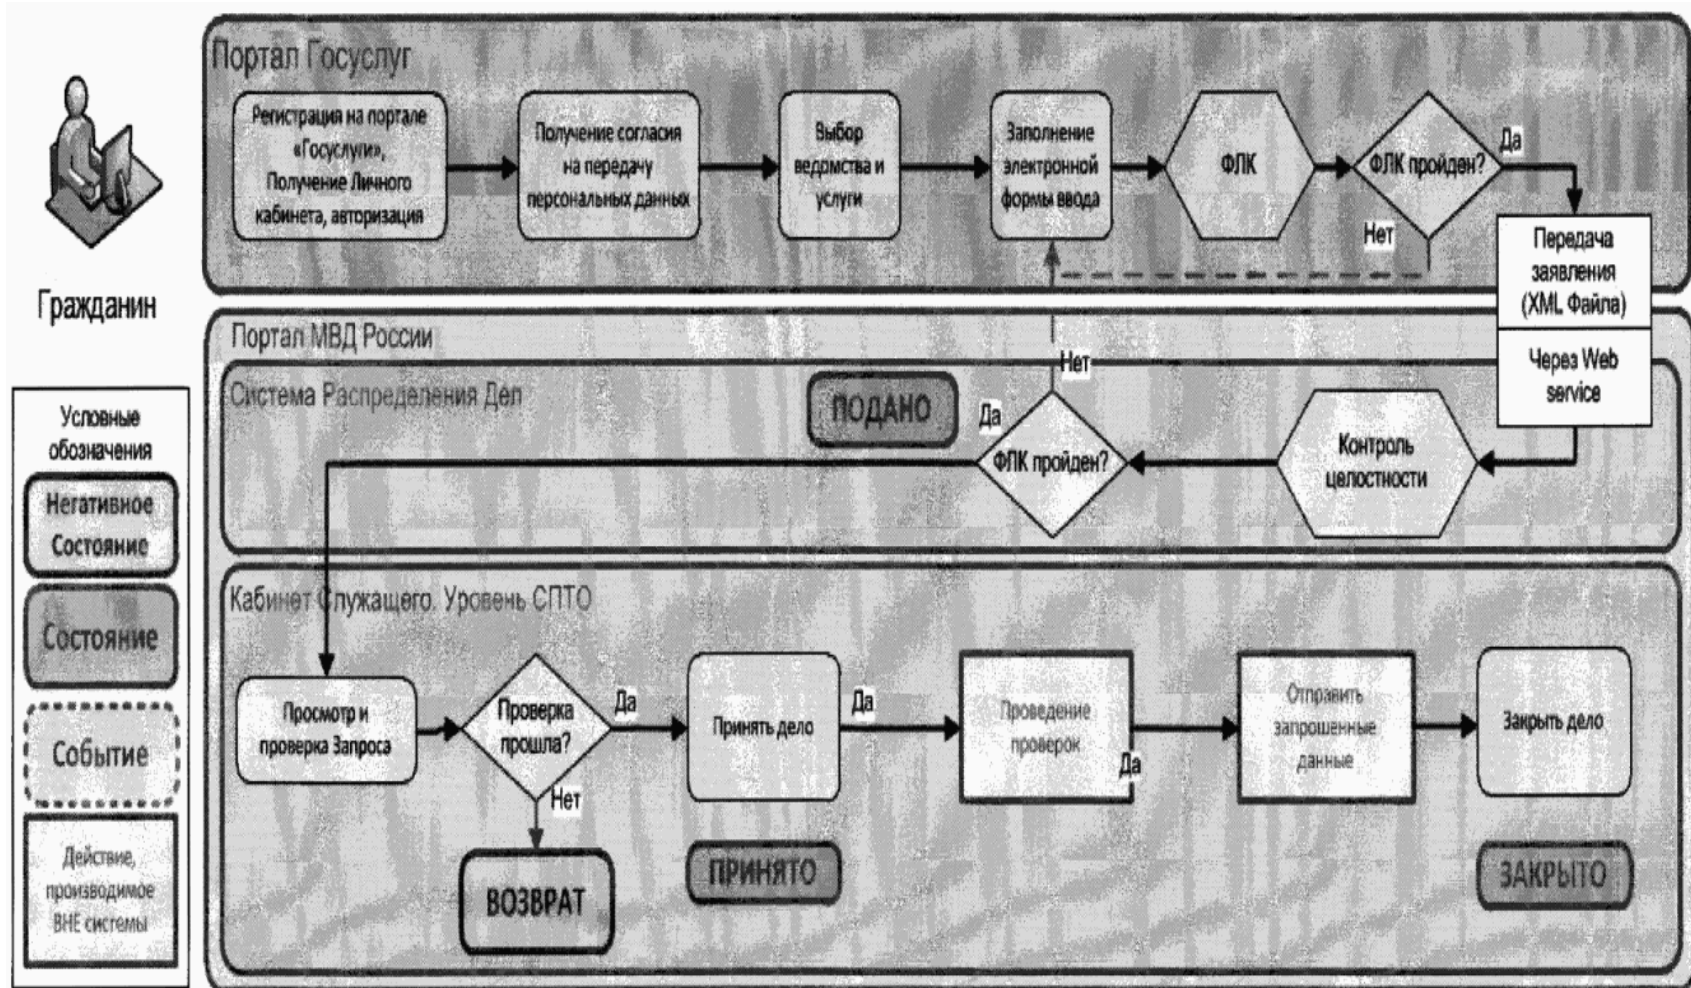 Портал Госуслуг
Регистрация на портале
«Госуслуги»,
Получение Личного
кабинета, авторизация
Получение согласия
на передачу
персональных данных
Выбор
ведомства и
услуги
Заполнение
электронной
формы ввода
ФЛК
ФЛК пройден?
Да
Нет
Передача
заявления
(XML Файла)
Через Web
service
Гражданин
Портал МВД России
Система Распределения Дел
ПОДАНО
Нет
Да
ФЛК пройден?
Контроль
целостности
Условные
обозначения
Негативное
Состояние
Состояние
Событие
Действие,
производимое
ВНЕ системы
Кабинет Служащего. Уровень СПТО
Просмотр и
проверка Запроса
Проверка
прошла?
Да
Нет
ВОЗВРАТ
Принять дело
ПРИНЯТО
Да
Проведение
проверок
Да
Отправить
запрошенные
данные
Закрыть дело
ЗАКРЫТО